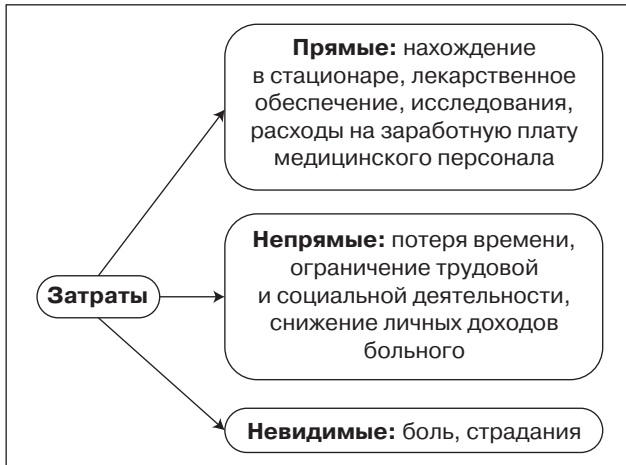 Прямые: нахождение
в стационаре, лекарственное
обеспечение, исследования,
расходы на заработную плату
медицинского персонала
Затраты
Непрямые: потеря времени,
ограничение трудовой
и социальной деятельности,
снижение личных доходов
больного
Невидимые: боль, страдания